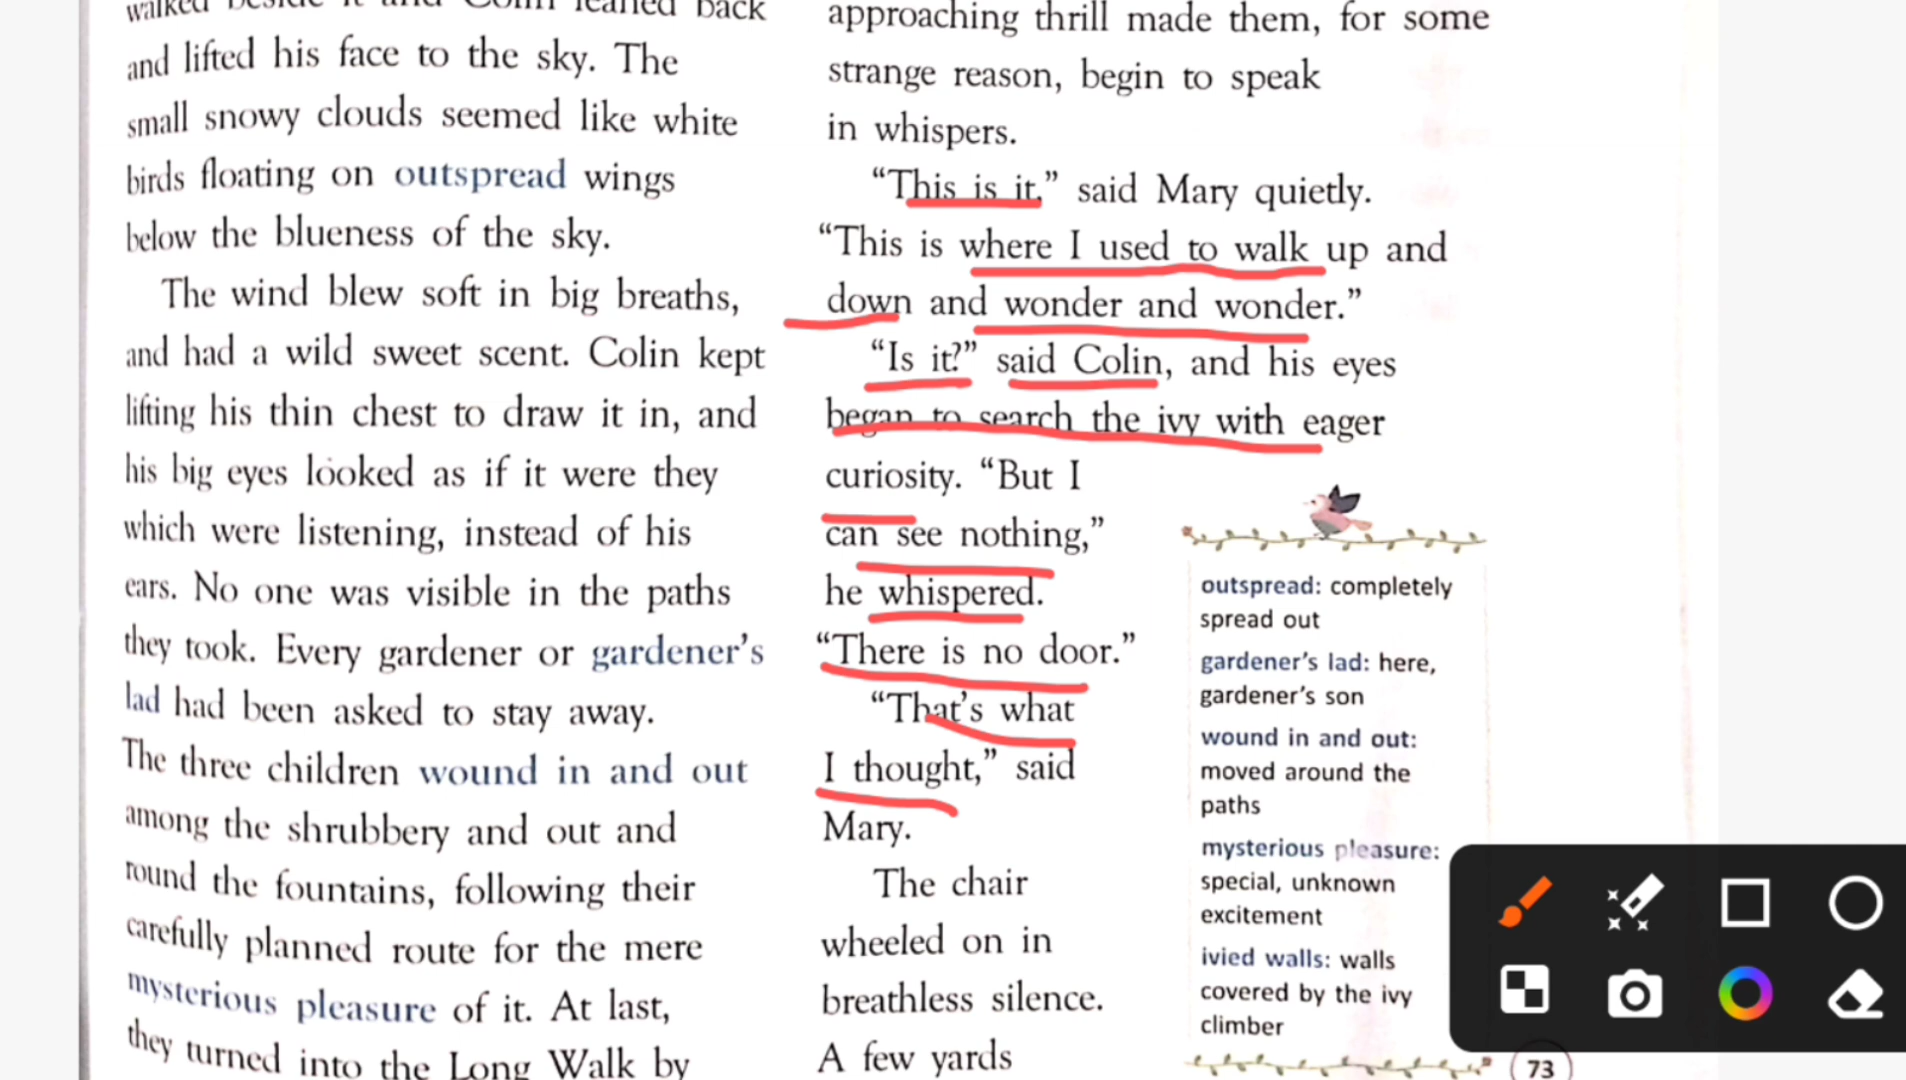 walked beside it and Colin leaned back
and lifted his face to the sky. The
small snowy clouds seemed like white
birds floating on outspread wings
below the blueness of the sky.
The wind blew soft in big breaths,
and had a wild sweet scent. Colin kept
lifting his thin chest to draw it in, and
his big eyes looked as if it were they
which were listening, instead of his
ears. No one was visible in the paths
they took. Every gardener or gardener's
lad had been asked to stay away.
The three children wound in and out
among the shrubbery and out and
round the fountains, following their
carefully planned route for the mere
mysterious pleasure of it. At last,
they turned into the Long Walk by
approaching thrill made them, for some
strange reason, begin to speak
in whispers.
“This is it,” said Mary quietly.
“This is where I used to walk up and
down and wonder and wonder.”
“Is it?” said Colin, and his eyes
began to search the ivy with eager
curiosity. “But I
can see nothing,”
he whispered.
“There is no door.”
“That's what
I thought,” said
Mary.
The chair
wheeled on in
breathless silence.
A few yards
outspread: completely
spread out
gardener's lad: here,
gardener's son
wound in and out:
moved around the
paths
mysterious pleasure:
special, unknown
excitement
ivied walls: walls
covered by the ivy
climber
73